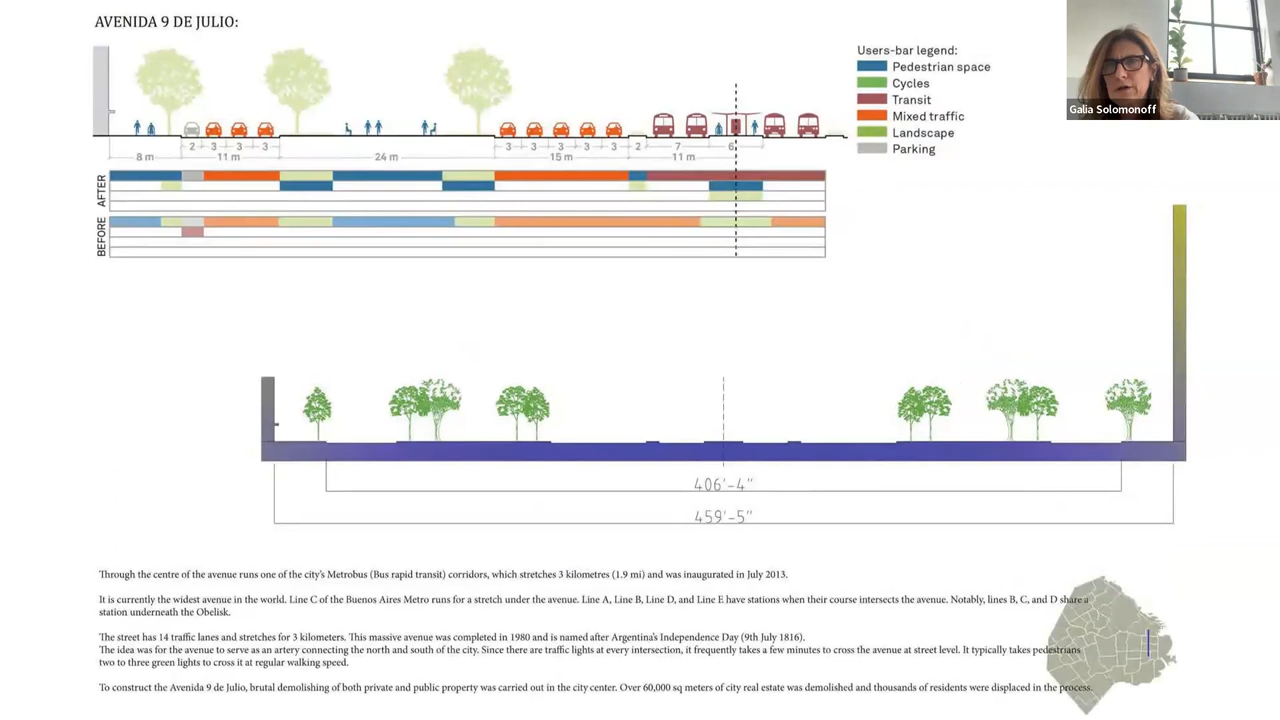 AVENIDA 9 DE JULIO:
Users-bar legend:
Pedestrian space
Cycles
Transit
Mixed traffic
Landscape
Parking
Galia Solomonoff
2 3 3 3 3 3 3 3 3 2 7 6
8 m 11 m 24 m 15 m 11 m
AFTER
BEFORE
406'-4"
459'-5"
Through the centre of the avenue runs one of the city's Metrobus (Bus rapid transit) corridors, which stretches 3 kilometres (1.9 mi) and was inaugurated in July 2013.
It is currently the widest avenue in the world. Line C of the Buenos Aires Metro runs for a stretch under the avenue. Line A, Line B, Line D, and Line E have stations when their course intersects the avenue. Notably, lines B, C, and D share a
station underneath the Obelisk.
The street has 14 traffic lanes and stretches for 3 kilometers. This massive avenue was completed in 1980 and is named after Argentina's Independence Day (9th July 1816).
The idea was for the avenue to serve as an artery connecting the north and south of the city. Since there are traffic lights at every intersection, it frequently takes a few minutes to cross the avenue at street level. It typically takes pedestrians
two to three green lights to cross it at regular walking speed.
To construct the Avenida 9 de Julio, brutal demolishing of both private and public property was carried out in the city center. Over 60,000 sq meters of city real estate was demolished and thousands of residents were displaced in the process.